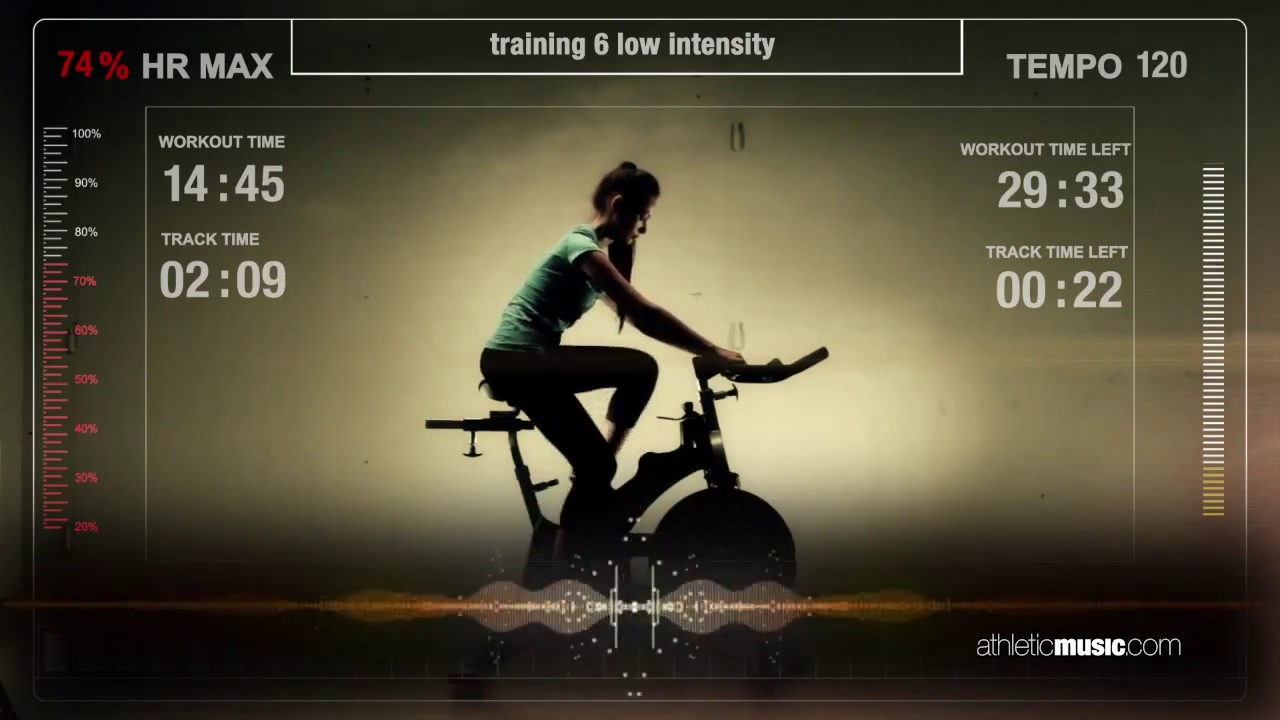 training 6 low intensity
74% HR MAX
TEMPO 120
100%
90%
80%
70%
60%
50%
40%
30%
20%
WORKOUT TIME
14:45
TRACK TIME
02:09
WORKOUT TIME LEFT
29:33
TRACK TIME LEFT
00:22
athleticmusic.com